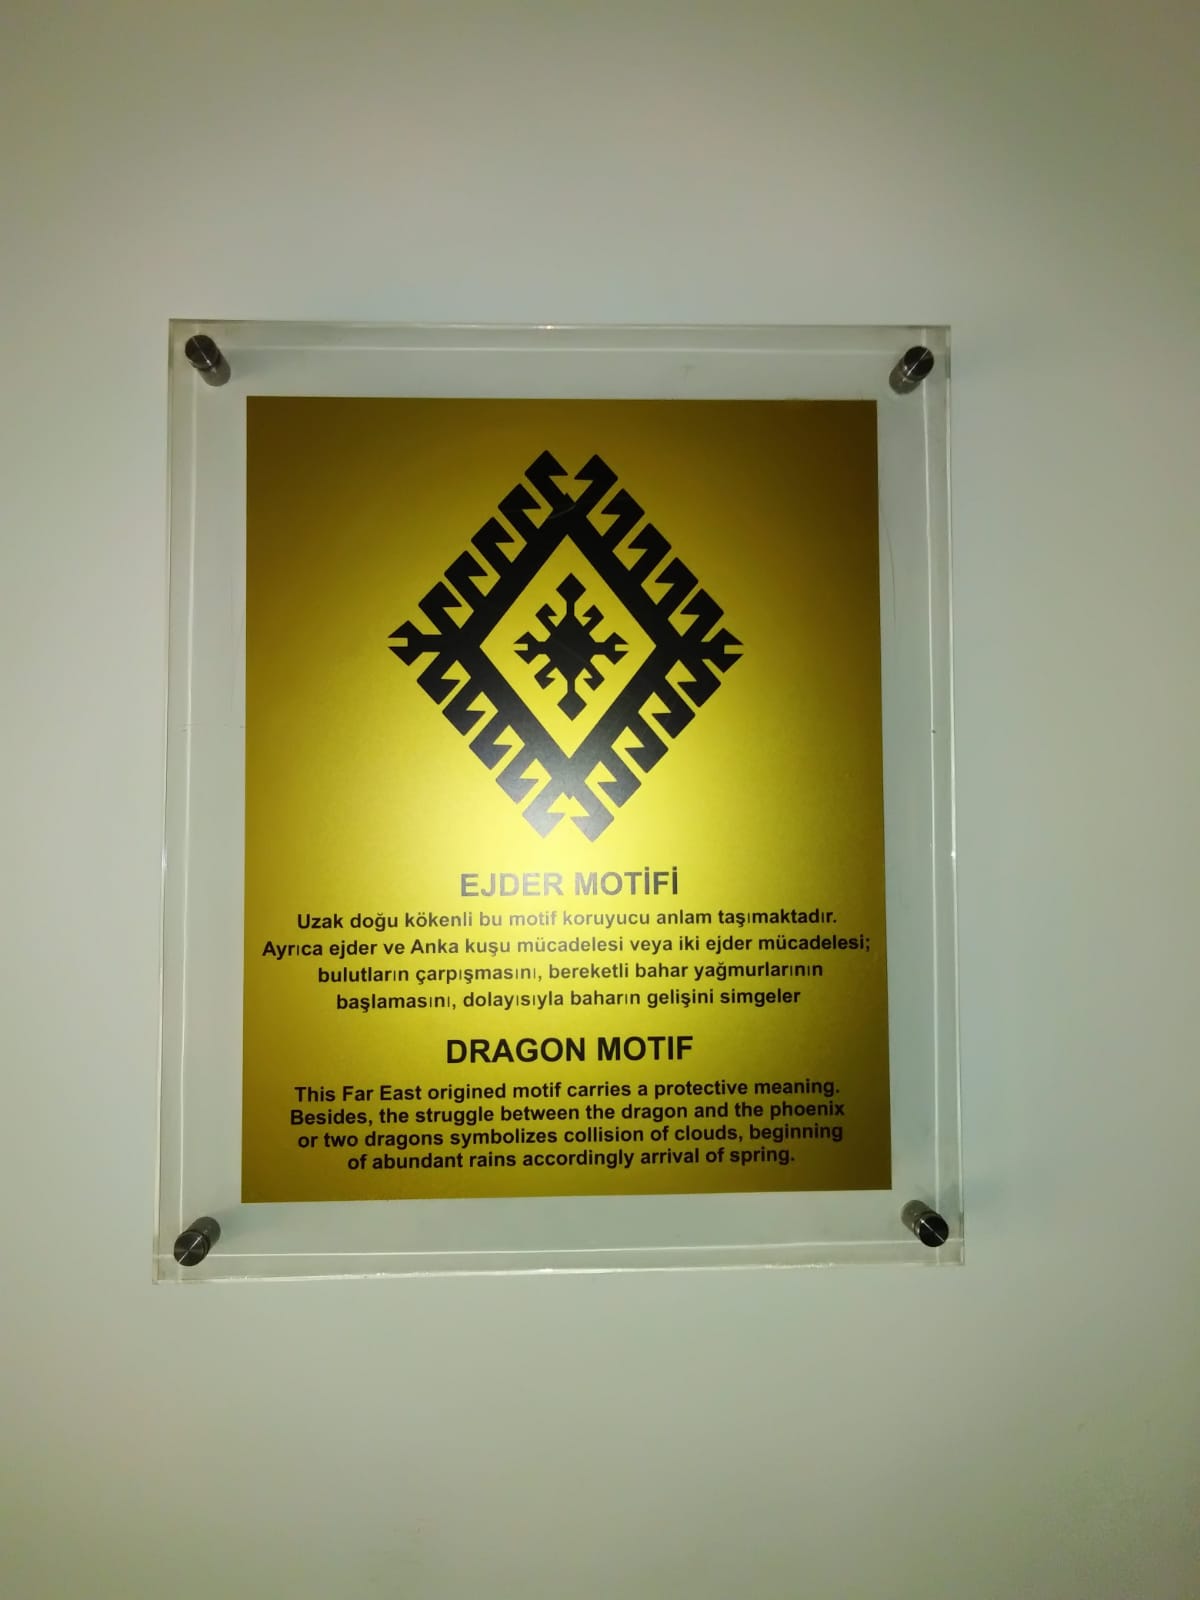 EJDER MOTİFİ
Uzak doğu kökenli bu motif koruyucu anlam taşımaktadır.
Ayrıca ejder ve Anka kuşu mücadelesi veya iki ejder mücadelesi;
bulutların çarpışmasını, bereketli bahar yağmurlarının
başlamasını, dolayısıyla baharın gelişini simgeler
DRAGON MOTIF
This Far East origined motif carries a protective meaning.
Besides, the struggle between the dragon and the phoenix
or two dragons symbolizes collision of clouds, beginning
of abundant rains accordingly arrival of spring.